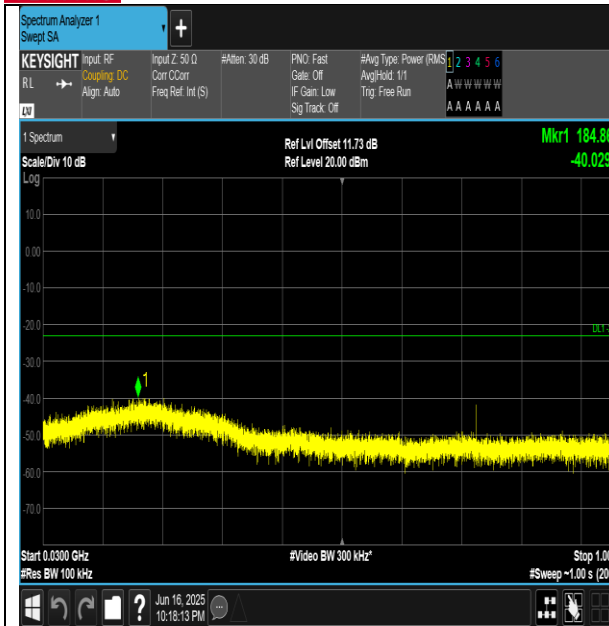 Spectrum Analyzer 1
Swept SA
+
KEYSIGHT Input: RF Input Z: 50 Ω #Atten: 30 dB PNO: Fast #Avg Type: Power (RMS 1 2 3 4 5 6
RL Coupling: DC Corr CCorr Gate: Off Avg|Hold: 1/1 A W W W W W
Align: Auto Freq Ref: Int (S) IF Gain: Low Trig: Free Run
Sig Track: Off A A A A A A
LXI
1 Spectrum Ref Lvl Offset 11.73 dB Mkr1 184.86
Scale/Div 10 dB Ref Level 20.00 dBm -40.029
Log
10.0
0.00
-10.0
-20.0
DL1
-30.0
1
-40.0
-50.0
-60.0
-70.0
Start 0.0300 GHz #Video BW 300 kHz* Stop 1.00
#Res BW 100 kHz #Sweep ~1.00 s (200
? Jun 16, 2025
10:18:13 PM